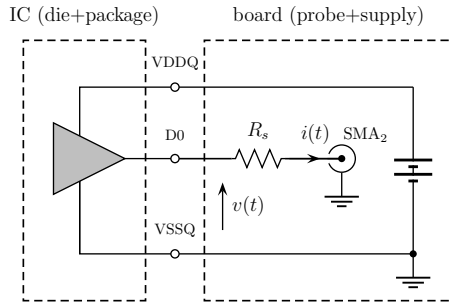 IC (die+package) board (probe+supply)
VDDQ
D0 R_s i(t) SMA_2
v(t)
VSSQ